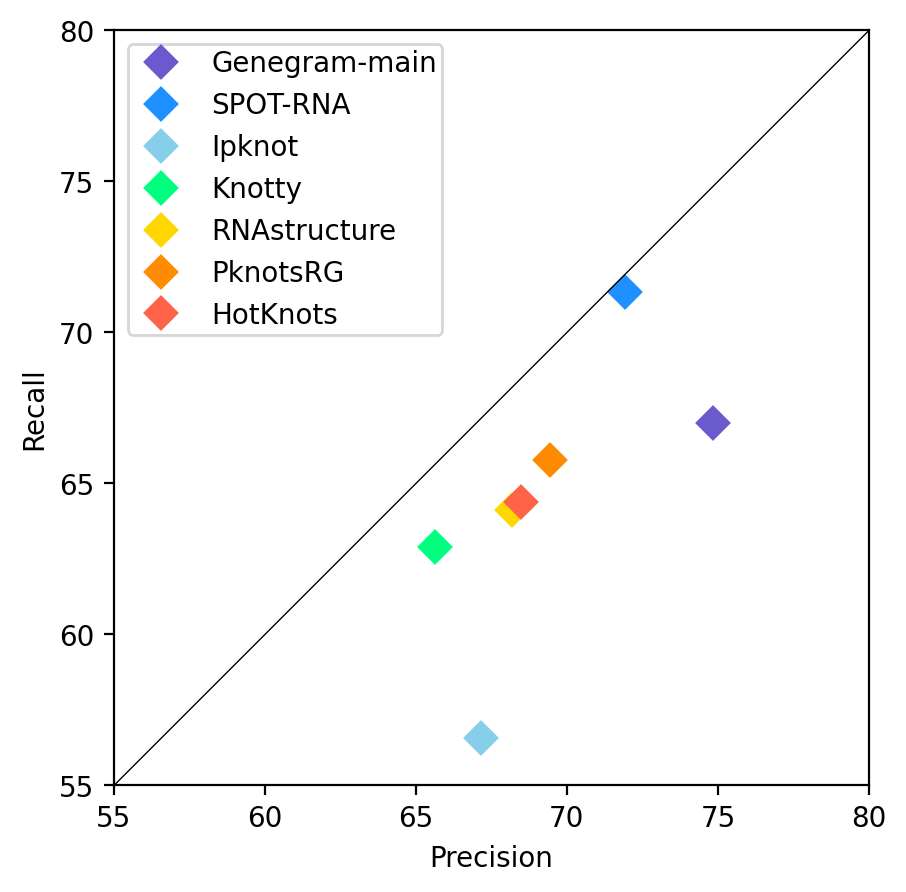 80
75
70
65
60
55
Recall
Genegram-main
SPOT-RNA
Ipknot
Knotty
RNAstructure
PknotsRG
HotKnots
55 60 65 70 75 80
Precision